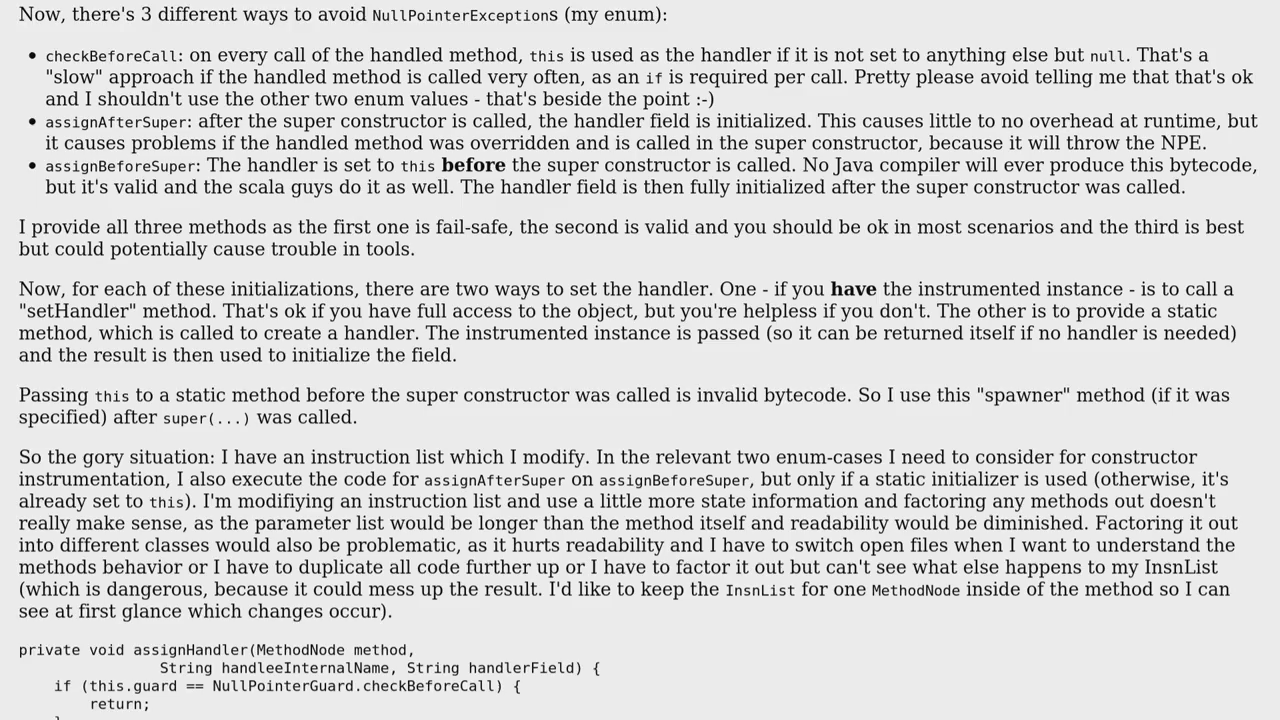 Now, there's 3 different ways to avoid NullPointerExceptions (my enum):
• checkBeforeCall: on every call of the handled method, this is used as the handler if it is not set to anything else but null. That's a
"slow" approach if the handled method is called very often, as an if is required per call. Pretty please avoid telling me that that's ok
and I shouldn't use the other two enum values - that's beside the point :-)
• assignAfterSuper: after the super constructor is called, the handler field is initialized. This causes little to no overhead at runtime, but
it causes problems if the handled method was overridden and is called in the super constructor, because it will throw the NPE.
• assignBeforeSuper: The handler is set to this before the super constructor is called. No Java compiler will ever produce this bytecode,
but it's valid and the scala guys do it as well. The handler field is then fully initialized after the super constructor was called.
I provide all three methods as the first one is fail-safe, the second is valid and you should be ok in most scenarios and the third is best
but could potentially cause trouble in tools.
Now, for each of these initializations, there are two ways to set the handler. One - if you have the instrumented instance - is to call a
"setHandler" method. That's ok if you have full access to the object, but you're helpless if you don't. The other is to provide a static
method, which is called to create a handler. The instrumented instance is passed (so it can be returned itself if no handler is needed)
and the result is then used to initialize the field.
Passing this to a static method before the super constructor was called is invalid bytecode. So I use this "spawner" method (if it was
specified) after super(...) was called.
So the gory situation: I have an instruction list which I modify. In the relevant two enum-cases I need to consider for constructor
instrumentation, I also execute the code for assignAfterSuper on assignBeforeSuper, but only if a static initializer is used (otherwise, it's
already set to this). I'm modifiying an instruction list and use a little more state information and factoring any methods out doesn't
really make sense, as the parameter list would be longer than the method itself and readability would be diminished. Factoring it out
into different classes would also be problematic, as it hurts readability and I have to switch open files when I want to understand the
methods behavior or I have to duplicate all code further up or I have to factor it out but can't see what else happens to my InsnList
(which is dangerous, because it could mess up the result. I'd like to keep the InsnList for one MethodNode inside of the method so I can
see at first glance which changes occur).
private void assignHandler(MethodNode method,
String handleeInternalName, String handlerField) {
if (this.guard == NullPointerGuard.checkBeforeCall) {
return;